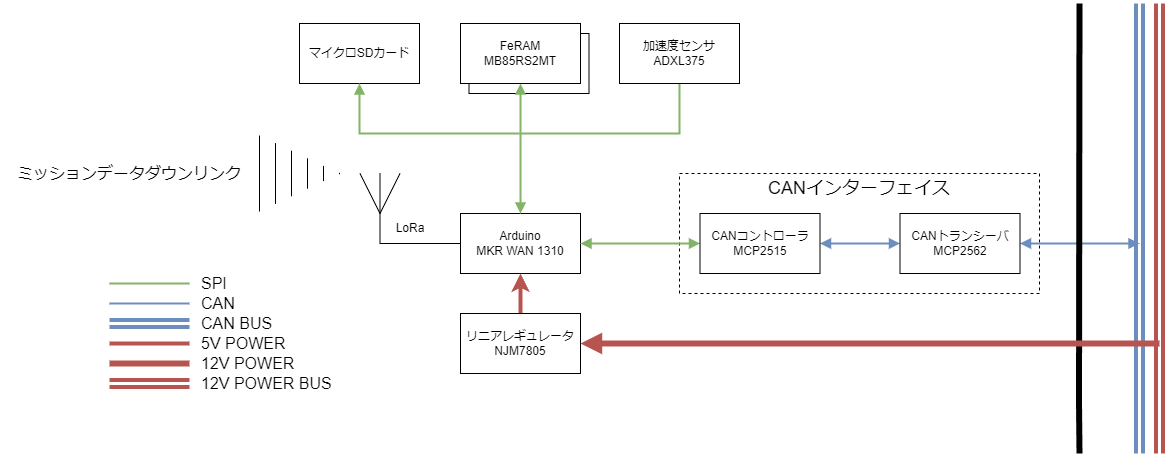 マイクロSDカード
FeRAM
MB85RS2MT
加速度センサ
ADXL375
ミッションデータダウンリンク
LoRa
Arduino
MKR WAN 1310
CANインターフェイス
CANコントローラ
MCP2515
CANトランシーバ
MCP2562
リニアレギュレータ
NJM7805
SPI
CAN
CAN BUS
5V POWER
12V POWER
12V POWER BUS